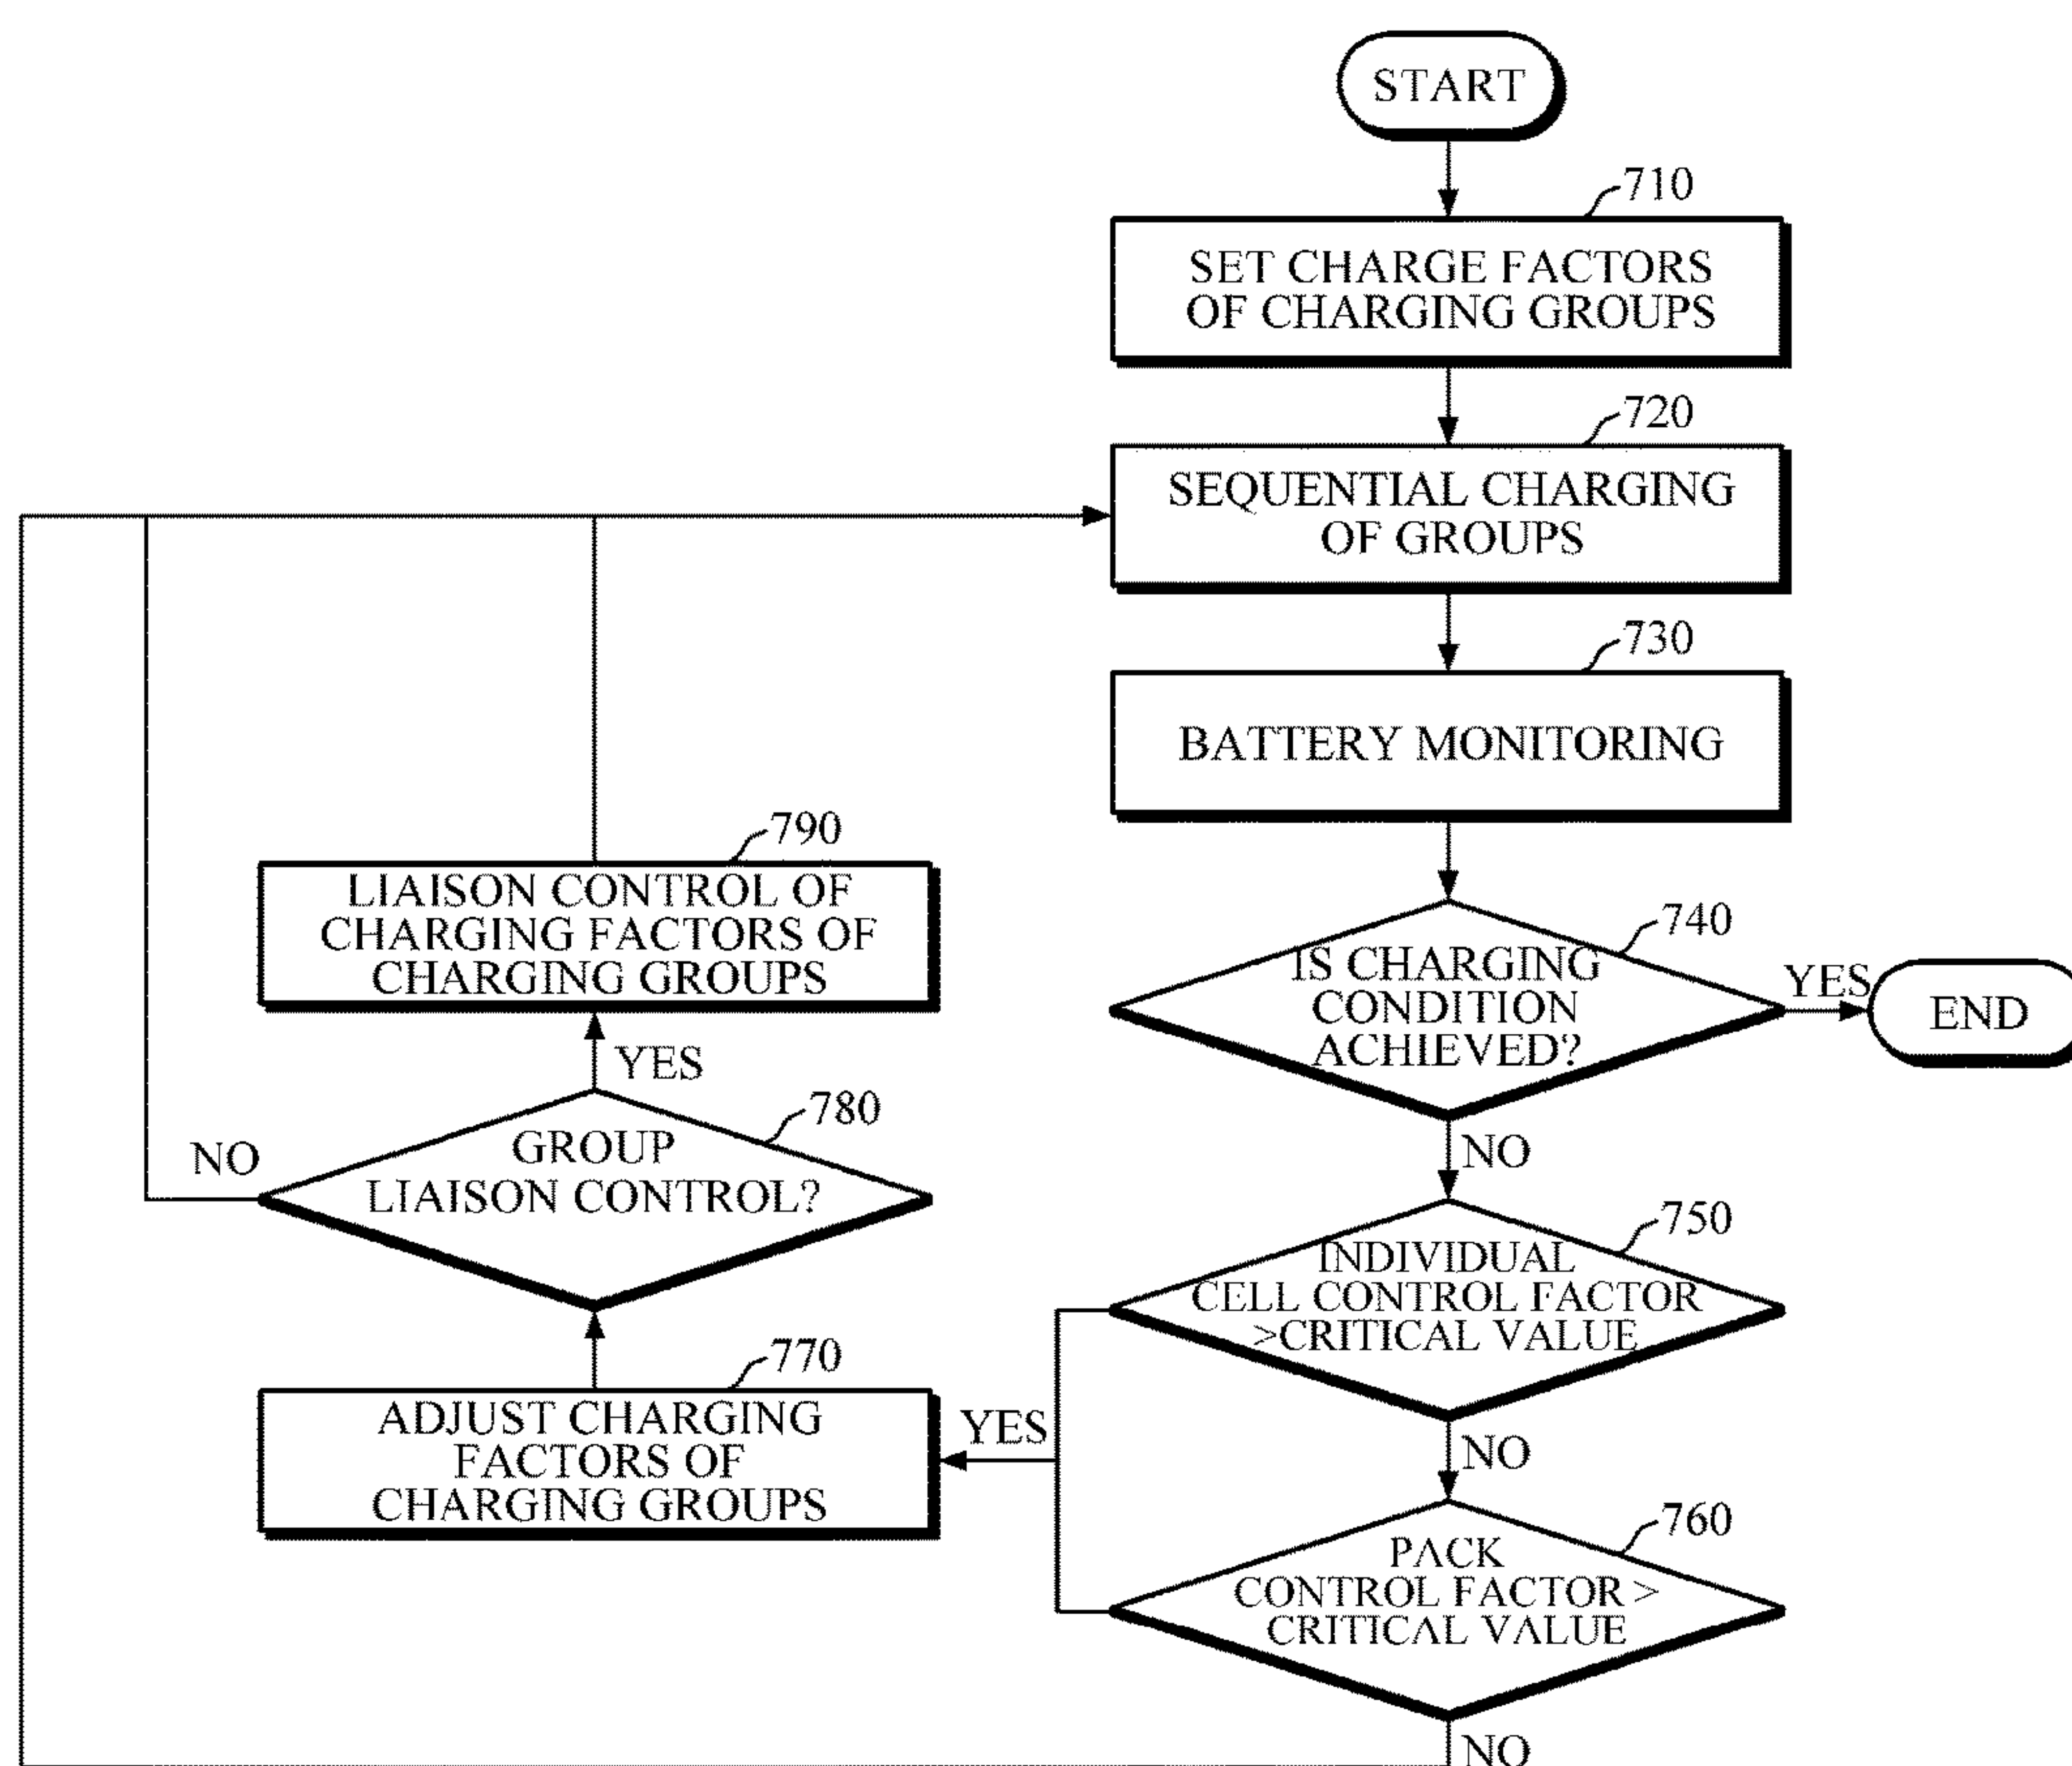 START
710
SET CHARGE FACTORS
OF CHARGING GROUPS
720
SEQUENTIAL CHARGING
OF GROUPS
730
BATTERY MONITORING
740
IS CHARGING
CONDITION
ACHIEVED?
YES
END
NO
750
INDIVIDUAL
CELL CONTROL FACTOR
>CRITICAL VALUE
NO
760
PACK
CONTROL FACTOR >
CRITICAL VALUE
NO
YES
770
ADJUST CHARGING
FACTORS OF
CHARGING GROUPS
780
GROUP
LIAISON CONTROL?
NO
YES
790
LIAISON CONTROL OF
CHARGING FACTORS OF
CHARGING GROUPS